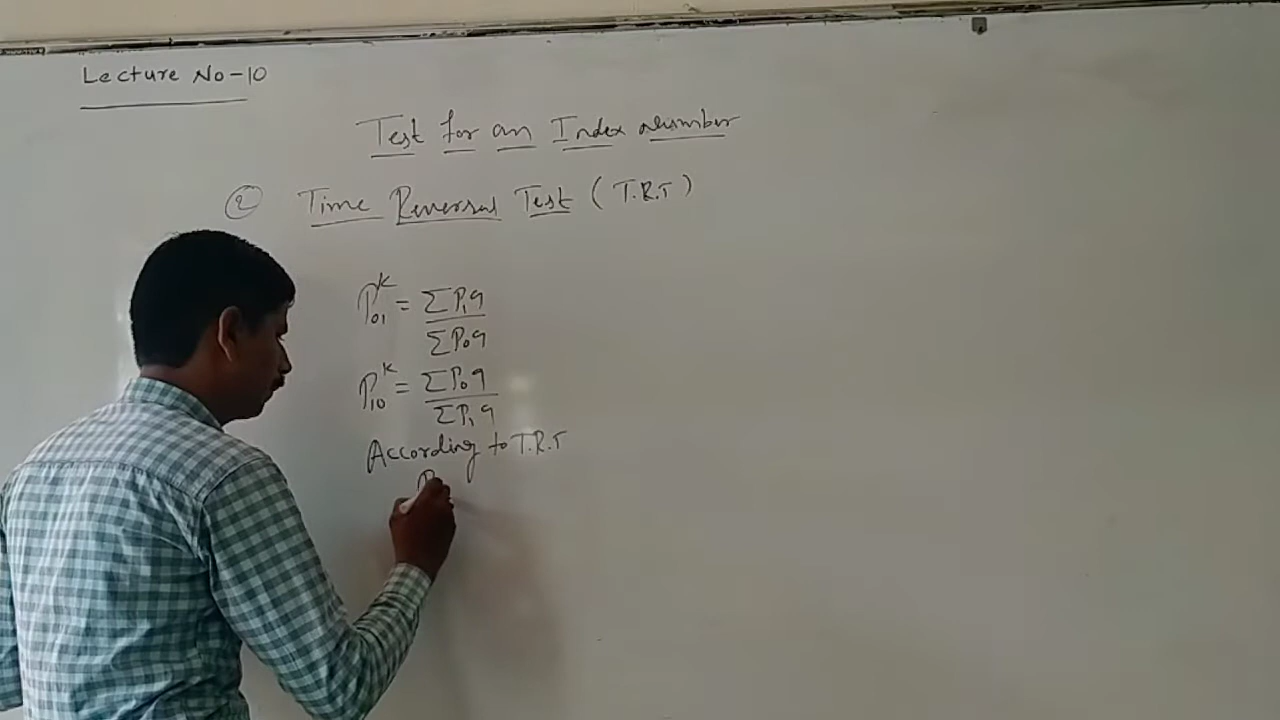 Lecture No-10
Test for an Index Number
② Time Reversal Test (T.R.T)
P₀₁ᴷ = ΣP₁q / ΣP₀q
P₁₀ᴷ = ΣP₀q / ΣP₁q
According to T.R.T
P